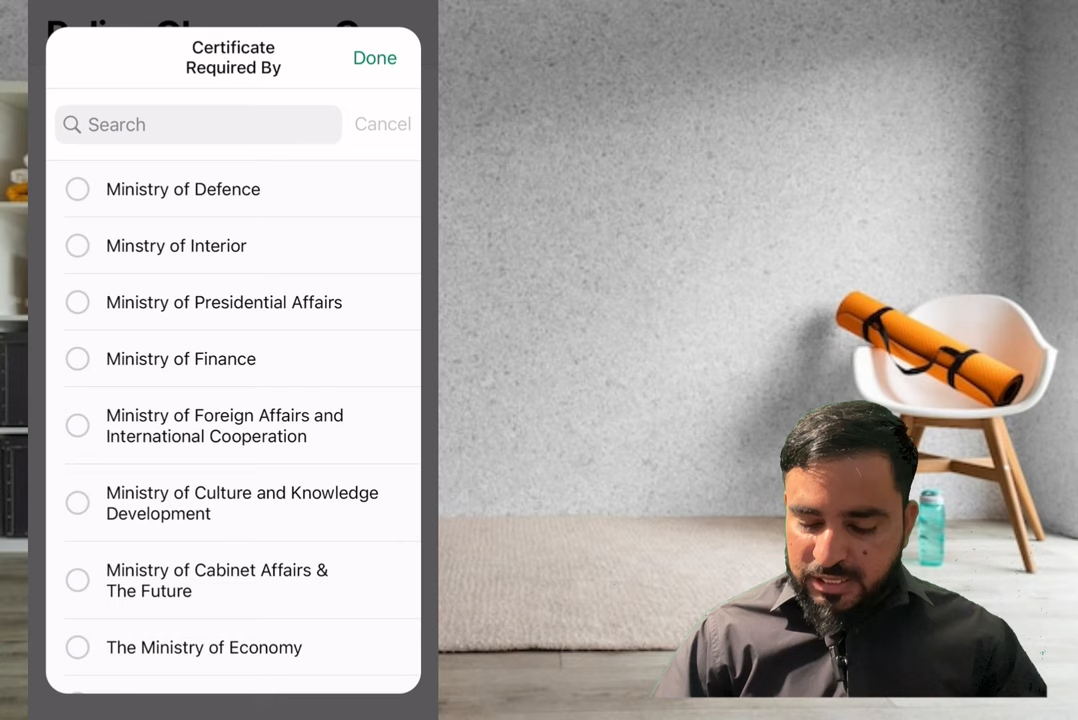 Certificate
Required By
Done
Search
Cancel
Ministry of Defence
Minstry of Interior
Ministry of Presidential Affairs
Ministry of Finance
Ministry of Foreign Affairs and
International Cooperation
Ministry of Culture and Knowledge
Development
Ministry of Cabinet Affairs &
The Future
The Ministry of Economy